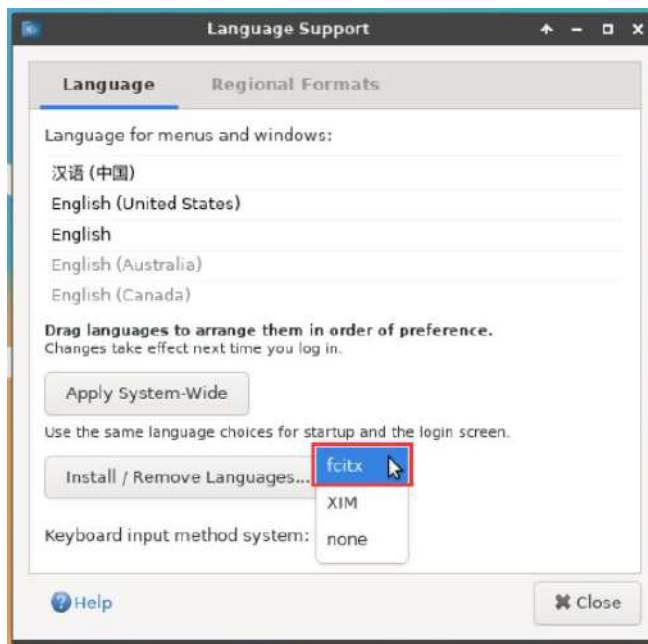 Language Support
Language Regional Formats
Language for menus and windows:
汉语 (中国)
English (United States)
English
English (Australia)
English (Canada)
Drag languages to arrange them in order of preference.
Changes take effect next time you log in.
Apply System-Wide
Use the same language choices for startup and the login screen.
Install / Remove Languages...
fcitx
XIM
Keyboard input method system:
none
Help
Close